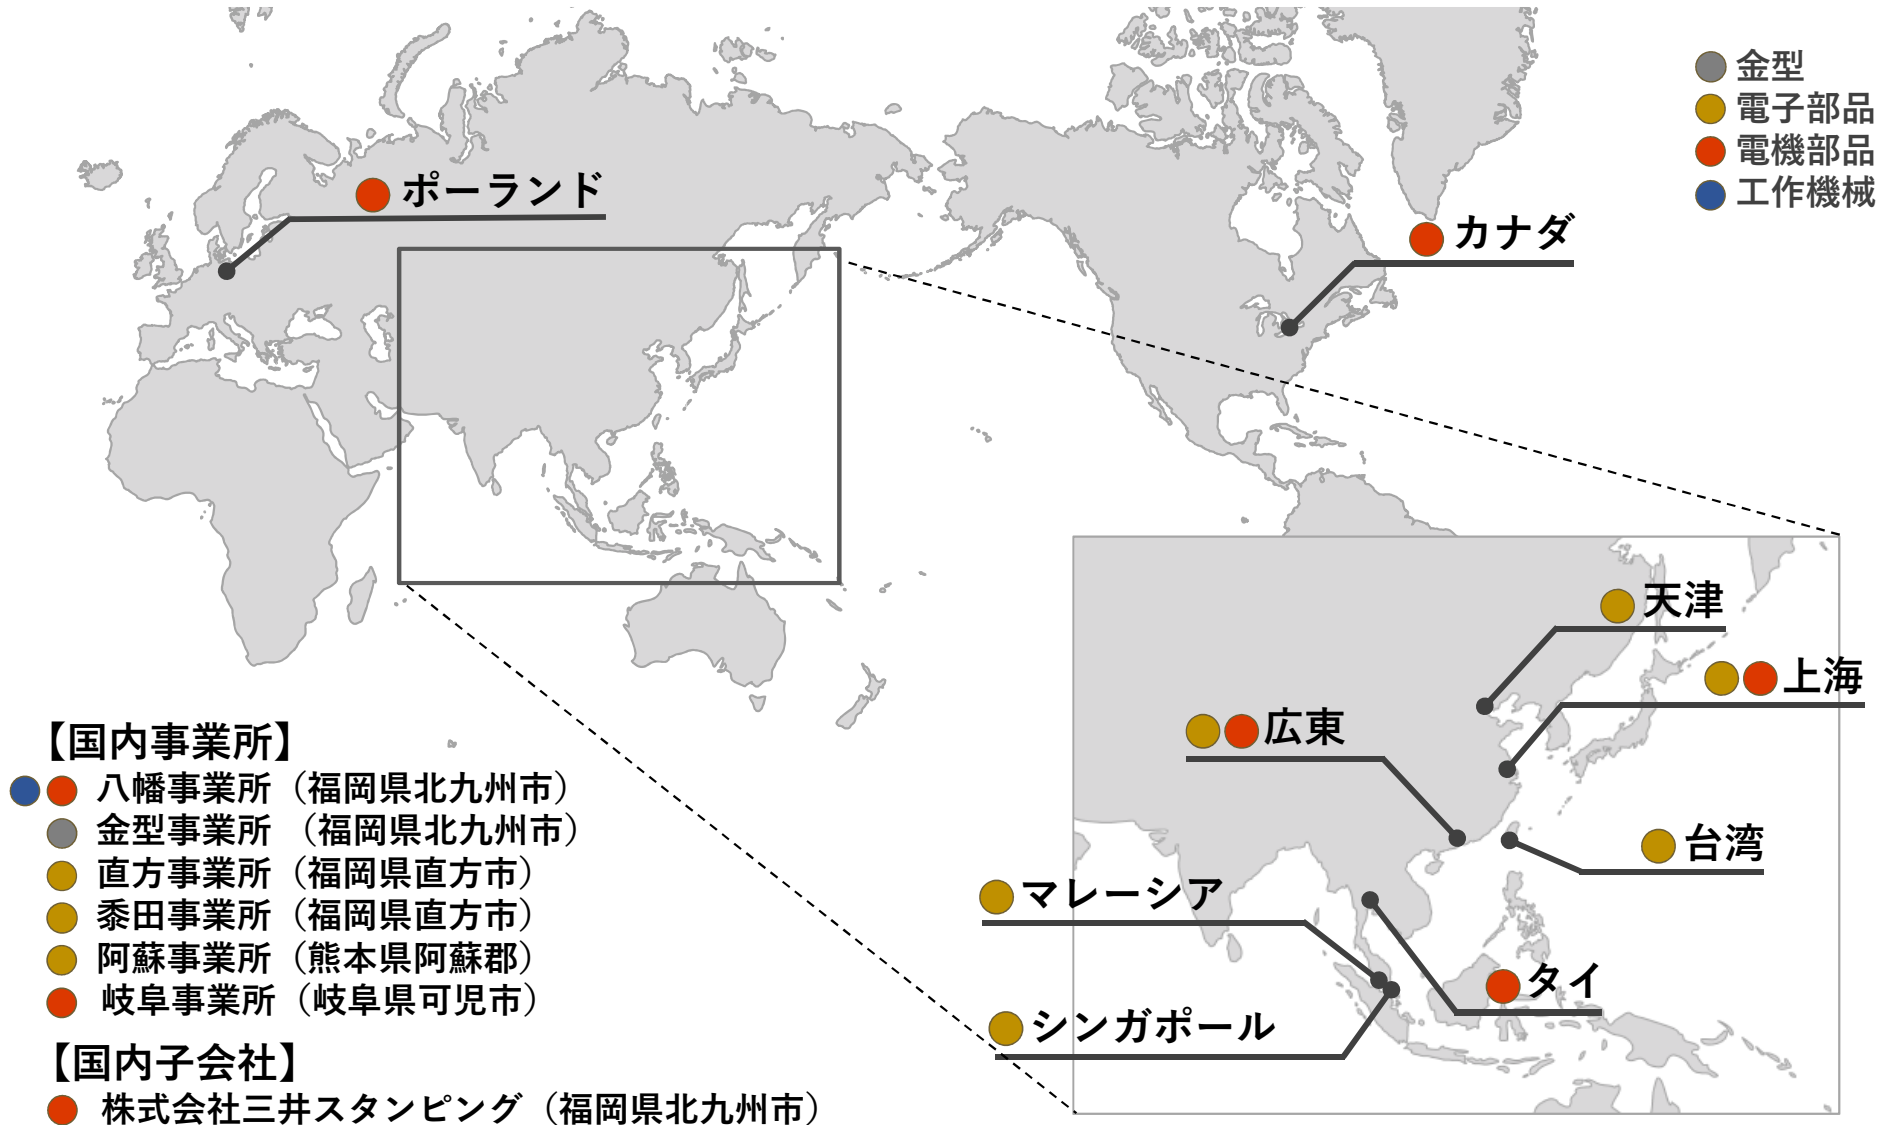 金型
電子部品
電機部品
工作機械
ポーランド
カナダ
天津
上海
広東
台湾
マレーシア
タイ
シンガポール
【国内事業所】
八幡事業所（福岡県北九州市）
金型事業所 （福岡県北九州市）
直方事業所（福岡県直方市）
黍田事業所（福岡県直方市）
阿蘇事業所（熊本県阿蘇郡）
岐阜事業所（岐阜県可児市）
【国内子会社】
株式会社三井スタンピング（福岡県北九州市）